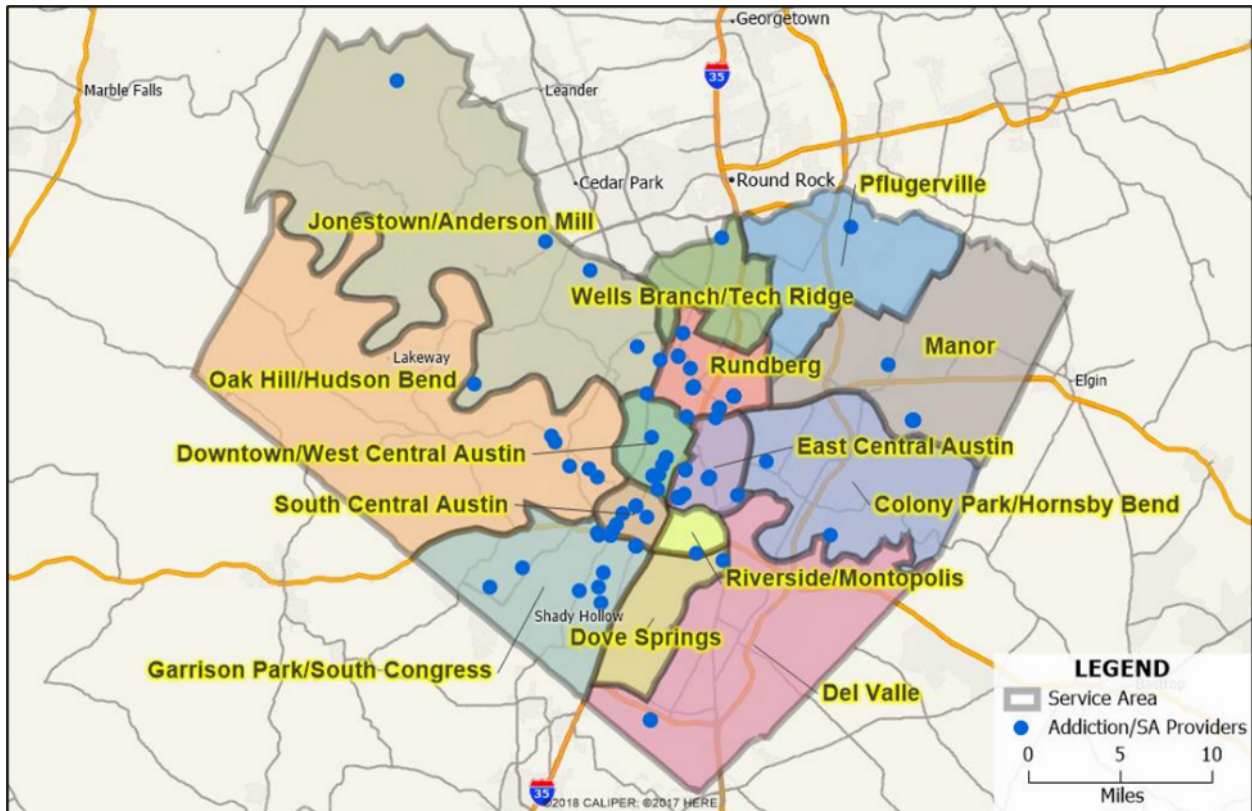 Georgetown
35
Marble Falls
Leander
Cedar Park
Round Rock
Pflugerville
Jonestown/Anderson Mill
Wells Branch/Tech Ridge
Manor
Lakeway
Rundberg
Oak Hill/Hudson Bend
Elgin
Downtown/West Central Austin
East Central Austin
South Central Austin
Colony Park/Hornsby Bend
Riverside/Montopolis
Shady Hollow
Dove Springs
Garrison Park/South Congress
Del Valle
LEGEND
Bastrop
Service Area
Addiction/SA Providers
0 5 10
Miles
35
©2018 CALIPER; ©2017 HERE